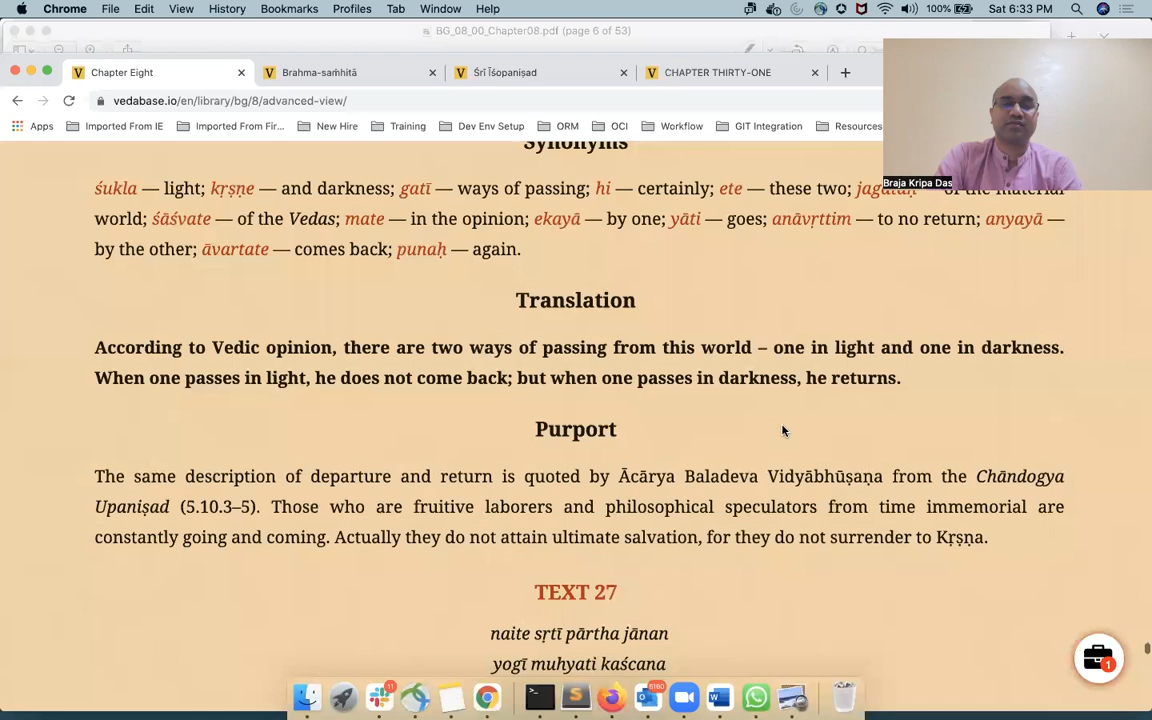 Chrome File Edit View History Bookmarks Profiles Tab Window Help 100% Sat 6:33 PM
BG_08_00_Chapter08.pdf (page 6 of 53)
Chapter Eight Brahma-saṁhitā Śrī Īśopaniṣad CHAPTER THIRTY-ONE
vedabase.io/en/library/bg/8/advanced-view/
Apps Imported From IE Imported From Fir... New Hire Training Dev Env Setup ORM OCI Workflow GIT Integration Resources
Braja Kripa Das
Synonyms
śukla — light; kṛṣṇe — and darkness; gatī — ways of passing; hi — certainly; ete — these two; of the material
world; śāśvate — of the Vedas; mate — in the opinion; ekayā — by one; yāti — goes; anāvṛttim — to no return; anyayā —
by the other; āvartate — comes back; punaḥ — again.
Translation
According to Vedic opinion, there are two ways of passing from this world – one in light and one in darkness.
When one passes in light, he does not come back; but when one passes in darkness, he returns.
Purport
The same description of departure and return is quoted by Ācārya Baladeva Vidyābhūṣaṇa from the Chāndogya
Upaniṣad (5.10.3–5). Those who are fruitive laborers and philosophical speculators from time immemorial are
constantly going and coming. Actually they do not attain ultimate salvation, for they do not surrender to Kṛṣṇa.
TEXT 27
naite sṛtī pārtha jānan
yogī muhyati kaścana
1
11
6160